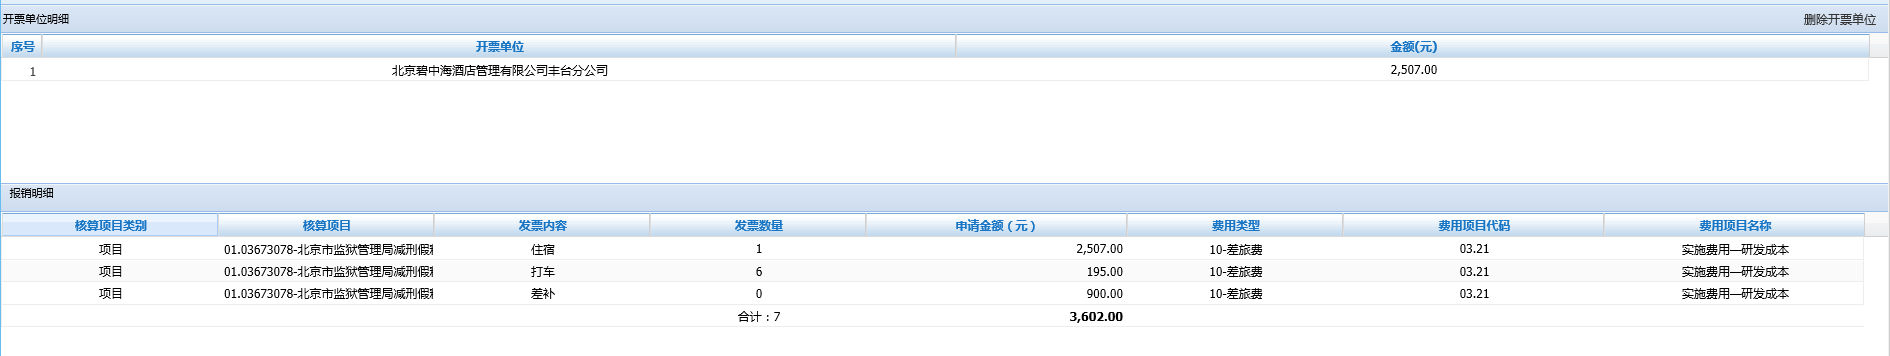 开票单位明细 删除开票单位
序号 开票单位 金额(元)
1 北京碧中海酒店管理有限公司丰台分公司 2,507.00
报销明细
核算项目类别 核算项目 发票内容 发票数量 申请金额（元） 费用类型 费用项目代码 费用项目名称
项目 01.03673078-北京市监狱管理局减刑假 住宿 1 2,507.00 10-差旅费 03.21 实施费用—研发成本
项目 01.03673078-北京市监狱管理局减刑假 打车 6 195.00 10-差旅费 03.21 实施费用—研发成本
项目 01.03673078-北京市监狱管理局减刑假 差补 0 900.00 10-差旅费 03.21 实施费用—研发成本
合计：7 3,602.00